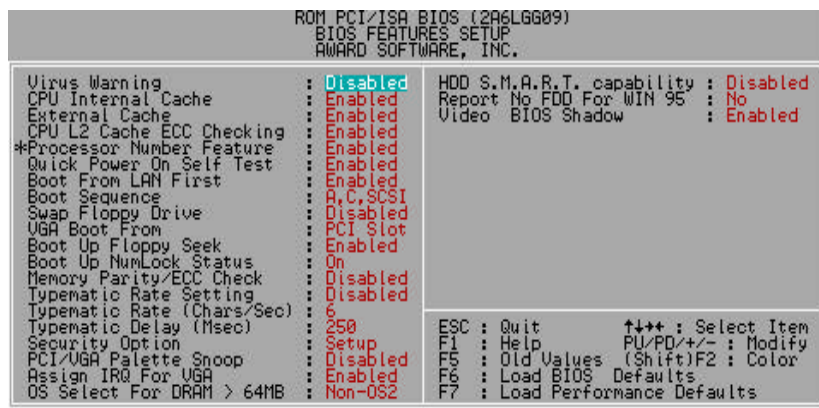 ROM PCI/ISA BIOS (2A6LGG09)
BIOS FEATURES SETUP
AWARD SOFTWARE, INC.
Virus Warning : Disabled
CPU Internal Cache : Enabled
External Cache : Enabled
CPU L2 Cache ECC Checking : Enabled
*Processor Number Feature : Enabled
Quick Power On Self Test : Enabled
Boot From LAN First : Enabled
Boot Sequence : A,C,SCSI
Swap Floppy Drive : Disabled
VGA Boot From : PCI Slot
Boot Up Floppy Seek : Enabled
Boot Up NumLock Status : On
Memory Parity/ECC Check : Disabled
Typematic Rate Setting : Disabled
Typematic Rate (Chars/Sec) : 6
Typematic Delay (Msec) : 250
Security Option : Setup
PCI/VGA Palette Snoop : Disabled
Assign IRQ For VGA : Enabled
OS Select For DRAM > 64MB : Non-OS2
HDD S.M.A.R.T. capability : Disabled
Report No FDD For WIN 95 : No
Video BIOS Shadow : Enabled
ESC : Quit ↑↓→← : Select Item
F1 : Help PU/PD/+/- : Modify
F5 : Old Values (Shift)F2 : Color
F6 : Load BIOS Defaults
F7 : Load Performance Defaults